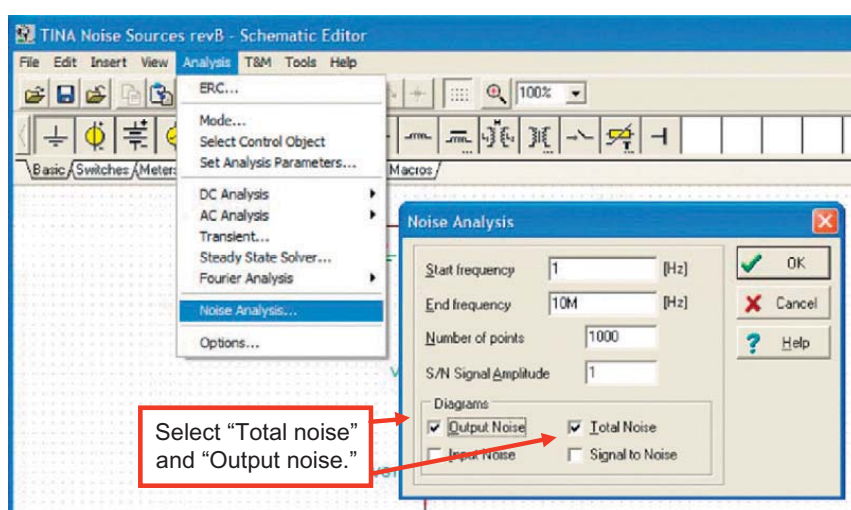 TINA Noise Sources revB - Schematic Editor
File Edit Insert View Analysis T&M Tools Help
100%
Basic Switches Meter Macros
ERC...
Mode...
Select Control Object
Set Analysis Parameters...
DC Analysis
AC Analysis
Transient...
Steady State Solver...
Fourier Analysis
Noise Analysis...
Options...
Noise Analysis
Start frequency 1 [Hz] OK
End frequency 10M [Hz] Cancel
Number of points 1000 Help
S/N Signal Amplitude 1
Diagrams
Output Noise Total Noise
Input Noise Signal to Noise
Select “Total noise”
and “Output noise.”